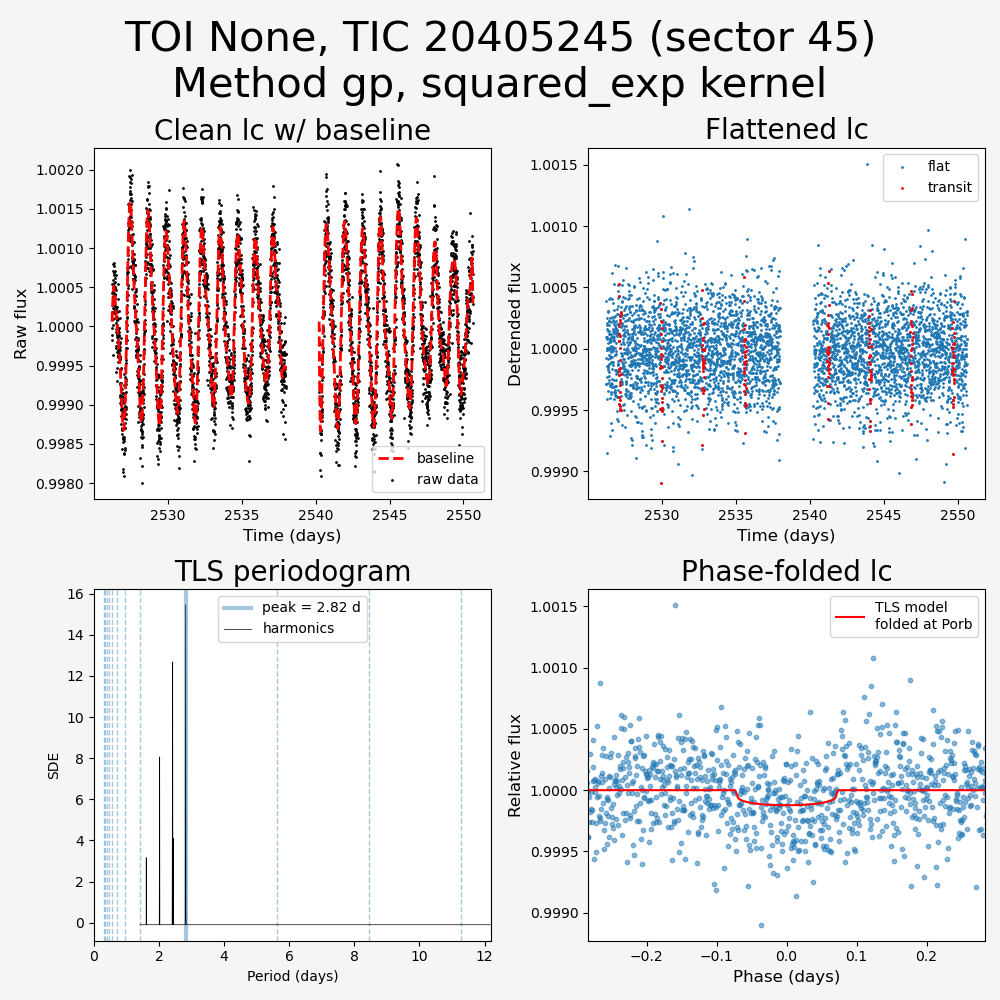 TOI None, TIC 20405245 (sector 45)
Method gp, squared_exp kernel
Clean lc w/ baseline
Raw flux
1.0020
1.0015
1.0010
1.0005
1.0000
0.9995
0.9990
0.9985
0.9980
baseline
raw data
2530 2535 2540 2545 2550
Time (days)
Flattened lc
Detrended flux
1.0015
1.0010
1.0005
1.0000
0.9995
0.9990
flat
transit
2530 2535 2540 2545 2550
Time (days)
TLS periodogram
SDE
16
14
12
10
8
6
4
2
0
peak = 2.82 d
harmonics
0 2 4 6 8 10 12
Period (days)
Phase-folded lc
Relative flux
1.0015
1.0010
1.0005
1.0000
0.9995
0.9990
TLS model
folded at Porb
−0.2 −0.1 0.0 0.1 0.2
Phase (days)